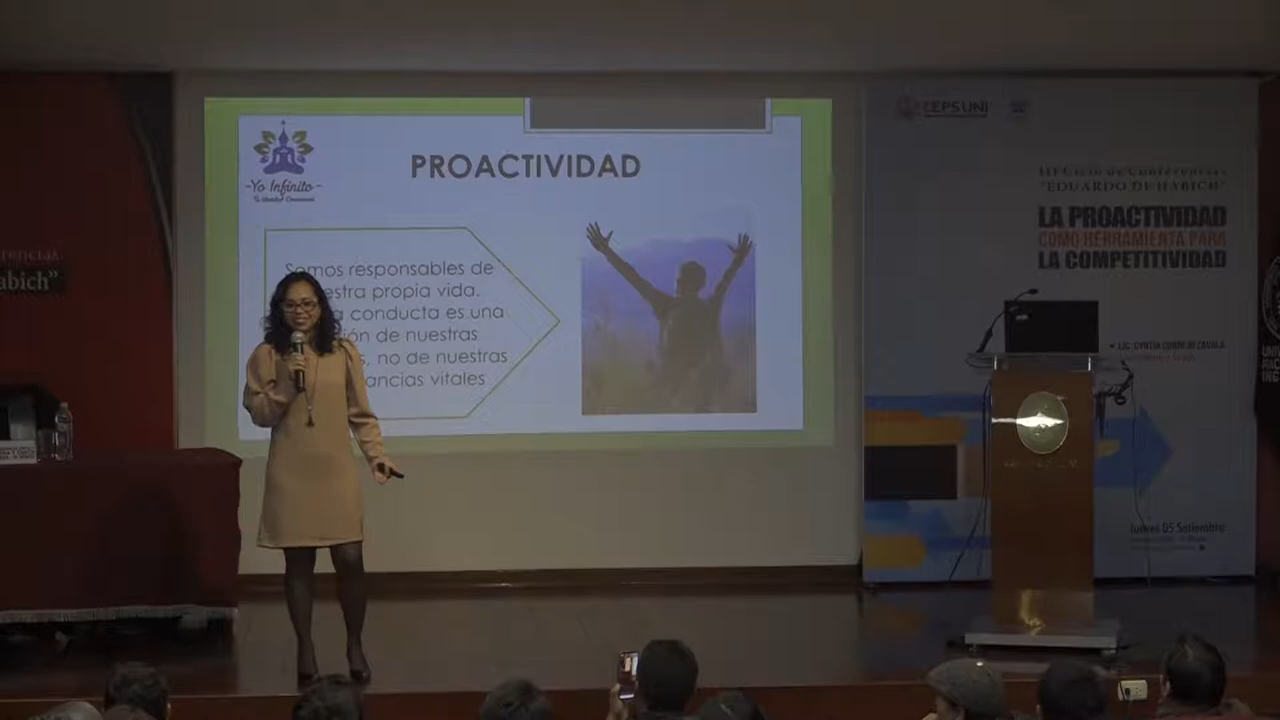 PROACTIVIDAD
-Yo Infinito-
Somos responsables de
estra propia vida.
a conducta es una
ión de nuestras
s, no de nuestras
ancias vitales
CEPS UNI
III Ciclo de Conferencias
"EDUARDO DE HABICH"
LA PROACTIVIDAD
COMO HERRAMIENTA PARA
LA COMPETITIVIDAD
Jueves 05 Setiembre
rencias
abich"